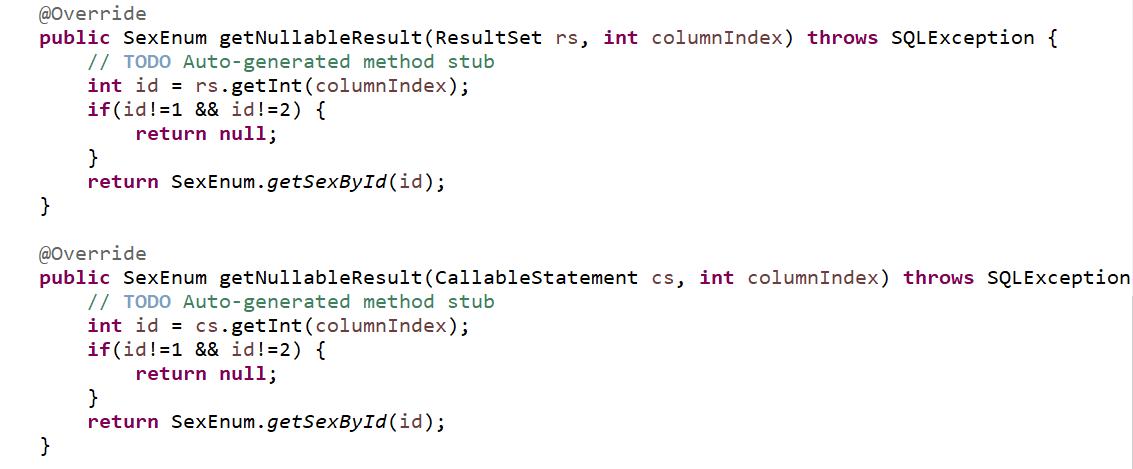 @Override
public SexEnum getNullableResult(ResultSet rs, int columnIndex) throws SQLException {
// TODO Auto-generated method stub
int id = rs.getInt(columnIndex);
if(id!=1 && id!=2) {
return null;
}
return SexEnum.getSexById(id);
}
@Override
public SexEnum getNullableResult(CallableStatement cs, int columnIndex) throws SQLException
// TODO Auto-generated method stub
int id = cs.getInt(columnIndex);
if(id!=1 && id!=2) {
return null;
}
return SexEnum.getSexById(id);
}